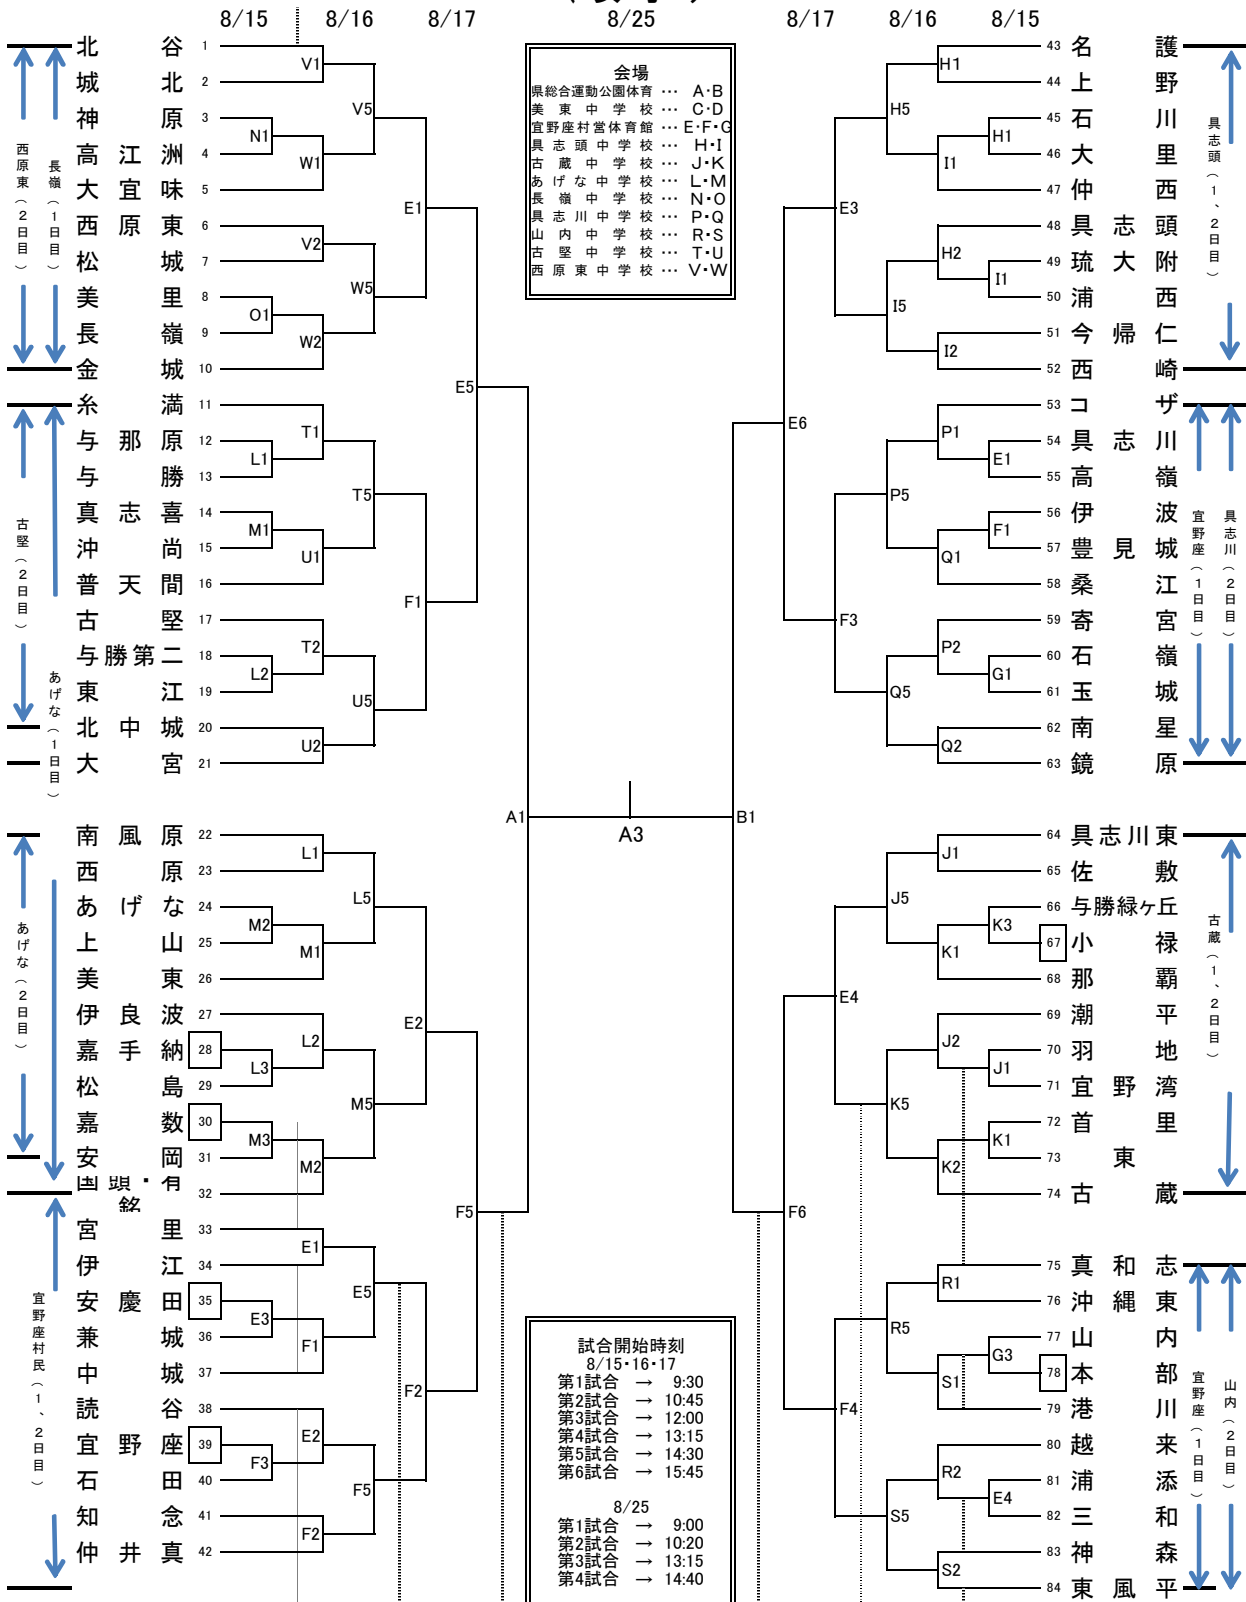 8/15 8/16 8/17 8/25 8/17 8/16 8/15
北谷 1
城北 2
神原 3
高江洲 4
大宜味 5
西原東 6
松城 7
美里 8
長嶺 9
金城 10
糸満 11
与那原 12
与勝 13
真志喜 14
沖尚 15
普天間 16
古堅 17
与勝第二 18
東江 19
北中城 20
大宮 21
南風原 22
西原 23
あげな 24
上山 25
美東 26
伊良波 27
嘉手納 28
松島 29
嘉数 30
安岡 31
国頭・有銘 32
宮里 33
伊江 34
安慶田 35
兼城 36
中城 37
読谷 38
宜野座 39
石田 40
知念 41
仲井真 42
西原東(2日目)
長嶺(1日目)
古堅(2日目)
あげな(1日目)
あげな(2日目)
宜野座村民(1、2日目)
V1
N1
W1
V5
V2
O1
W2
W5
E1
L1
T1
M1
U1
T5
L2
T2
U2
U5
F1
E5
L1
M2
M1
L5
L3
L2
M3
M2
M5
E2
E1
E3
F1
E5
F3
E2
F2
F5
F2
F5
A1
A3
B1
会場
県総合運動公園体育 … A・B
美東中学校 … C・D
宜野座村営体育館 … E・F・G
具志頭中学校 … H・I
古蔵中学校 … J・K
あげな中学校 … L・M
長嶺中学校 … N・O
具志川中学校 … P・Q
山内中学校 … R・S
古堅中学校 … T・U
西原東中学校 … V・W
試合開始時刻
8/15・16・17
第1試合 → 9:30
第2試合 → 10:45
第3試合 → 12:00
第4試合 → 13:15
第5試合 → 14:30
第6試合 → 15:45
8/25
第1試合 → 9:00
第2試合 → 10:20
第3試合 → 13:15
第4試合 → 14:40
H1
H1
I1
H5
H2
I1
I5
I2
E3
E6
P1
E1
P5
F1
Q1
F3
P2
G1
Q5
Q2
J1
J5
K3
K1
E4
J2
J1
K5
K1
K2
F6
R1
R5
G3
S1
F4
R2
E4
S5
S2
43 名護
44 上野
45 石川
46 大里
47 仲西
48 具志頭
49 琉大附
50 浦西
51 今帰仁
52 西崎
53 コザ
54 具志川
55 高嶺
56 伊波
57 豊見城
58 桑江
59 寄宮
60 石嶺
61 玉城
62 南星
63 鏡原
64 具志川東
65 佐敷
66 与勝緑ヶ丘
67 小禄
68 那覇
69 潮平
70 羽地
71 宜野湾
72 首里
73 東
74 古蔵
75 真和志
76 沖縄東
77 山内
78 本部
79 港川
80 越来
81 浦添
82 三和
83 神森
84 東風平
具志頭(1、2日目)
宜野座(1日目)
具志川(2日目)
古蔵(1、2日目)
宜野座(1日目)
山内(2日目)